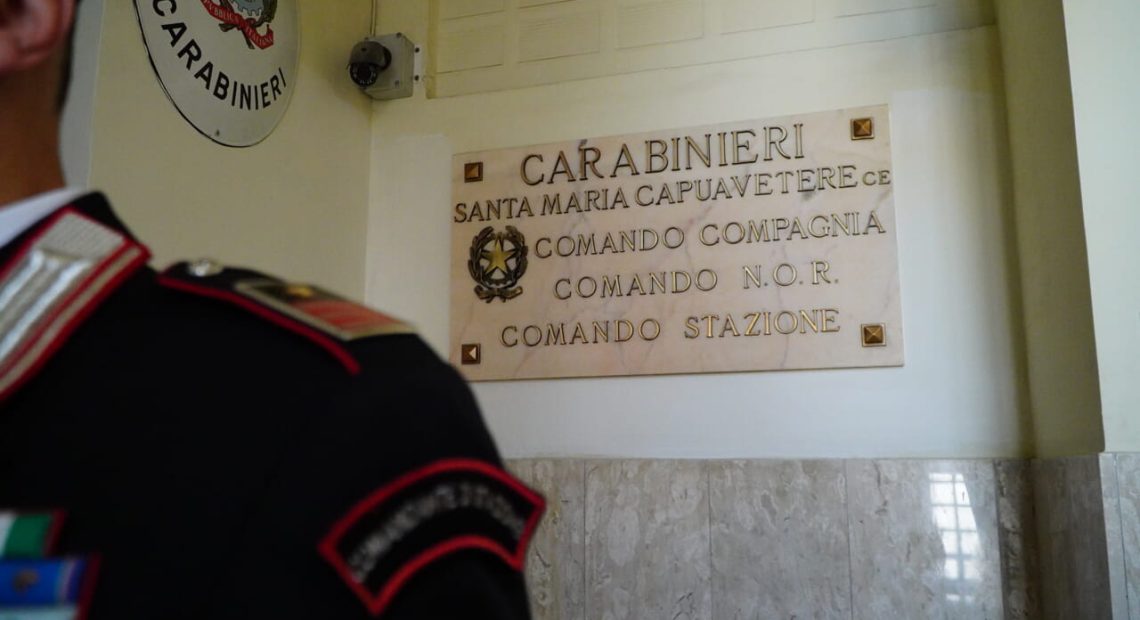 CARABINIERI
CARABINIERI
SANTA MARIA CAPUAVETERE CE
COMANDO COMPAGNIA
COMANDO N.O.R.
COMANDO STAZIONE